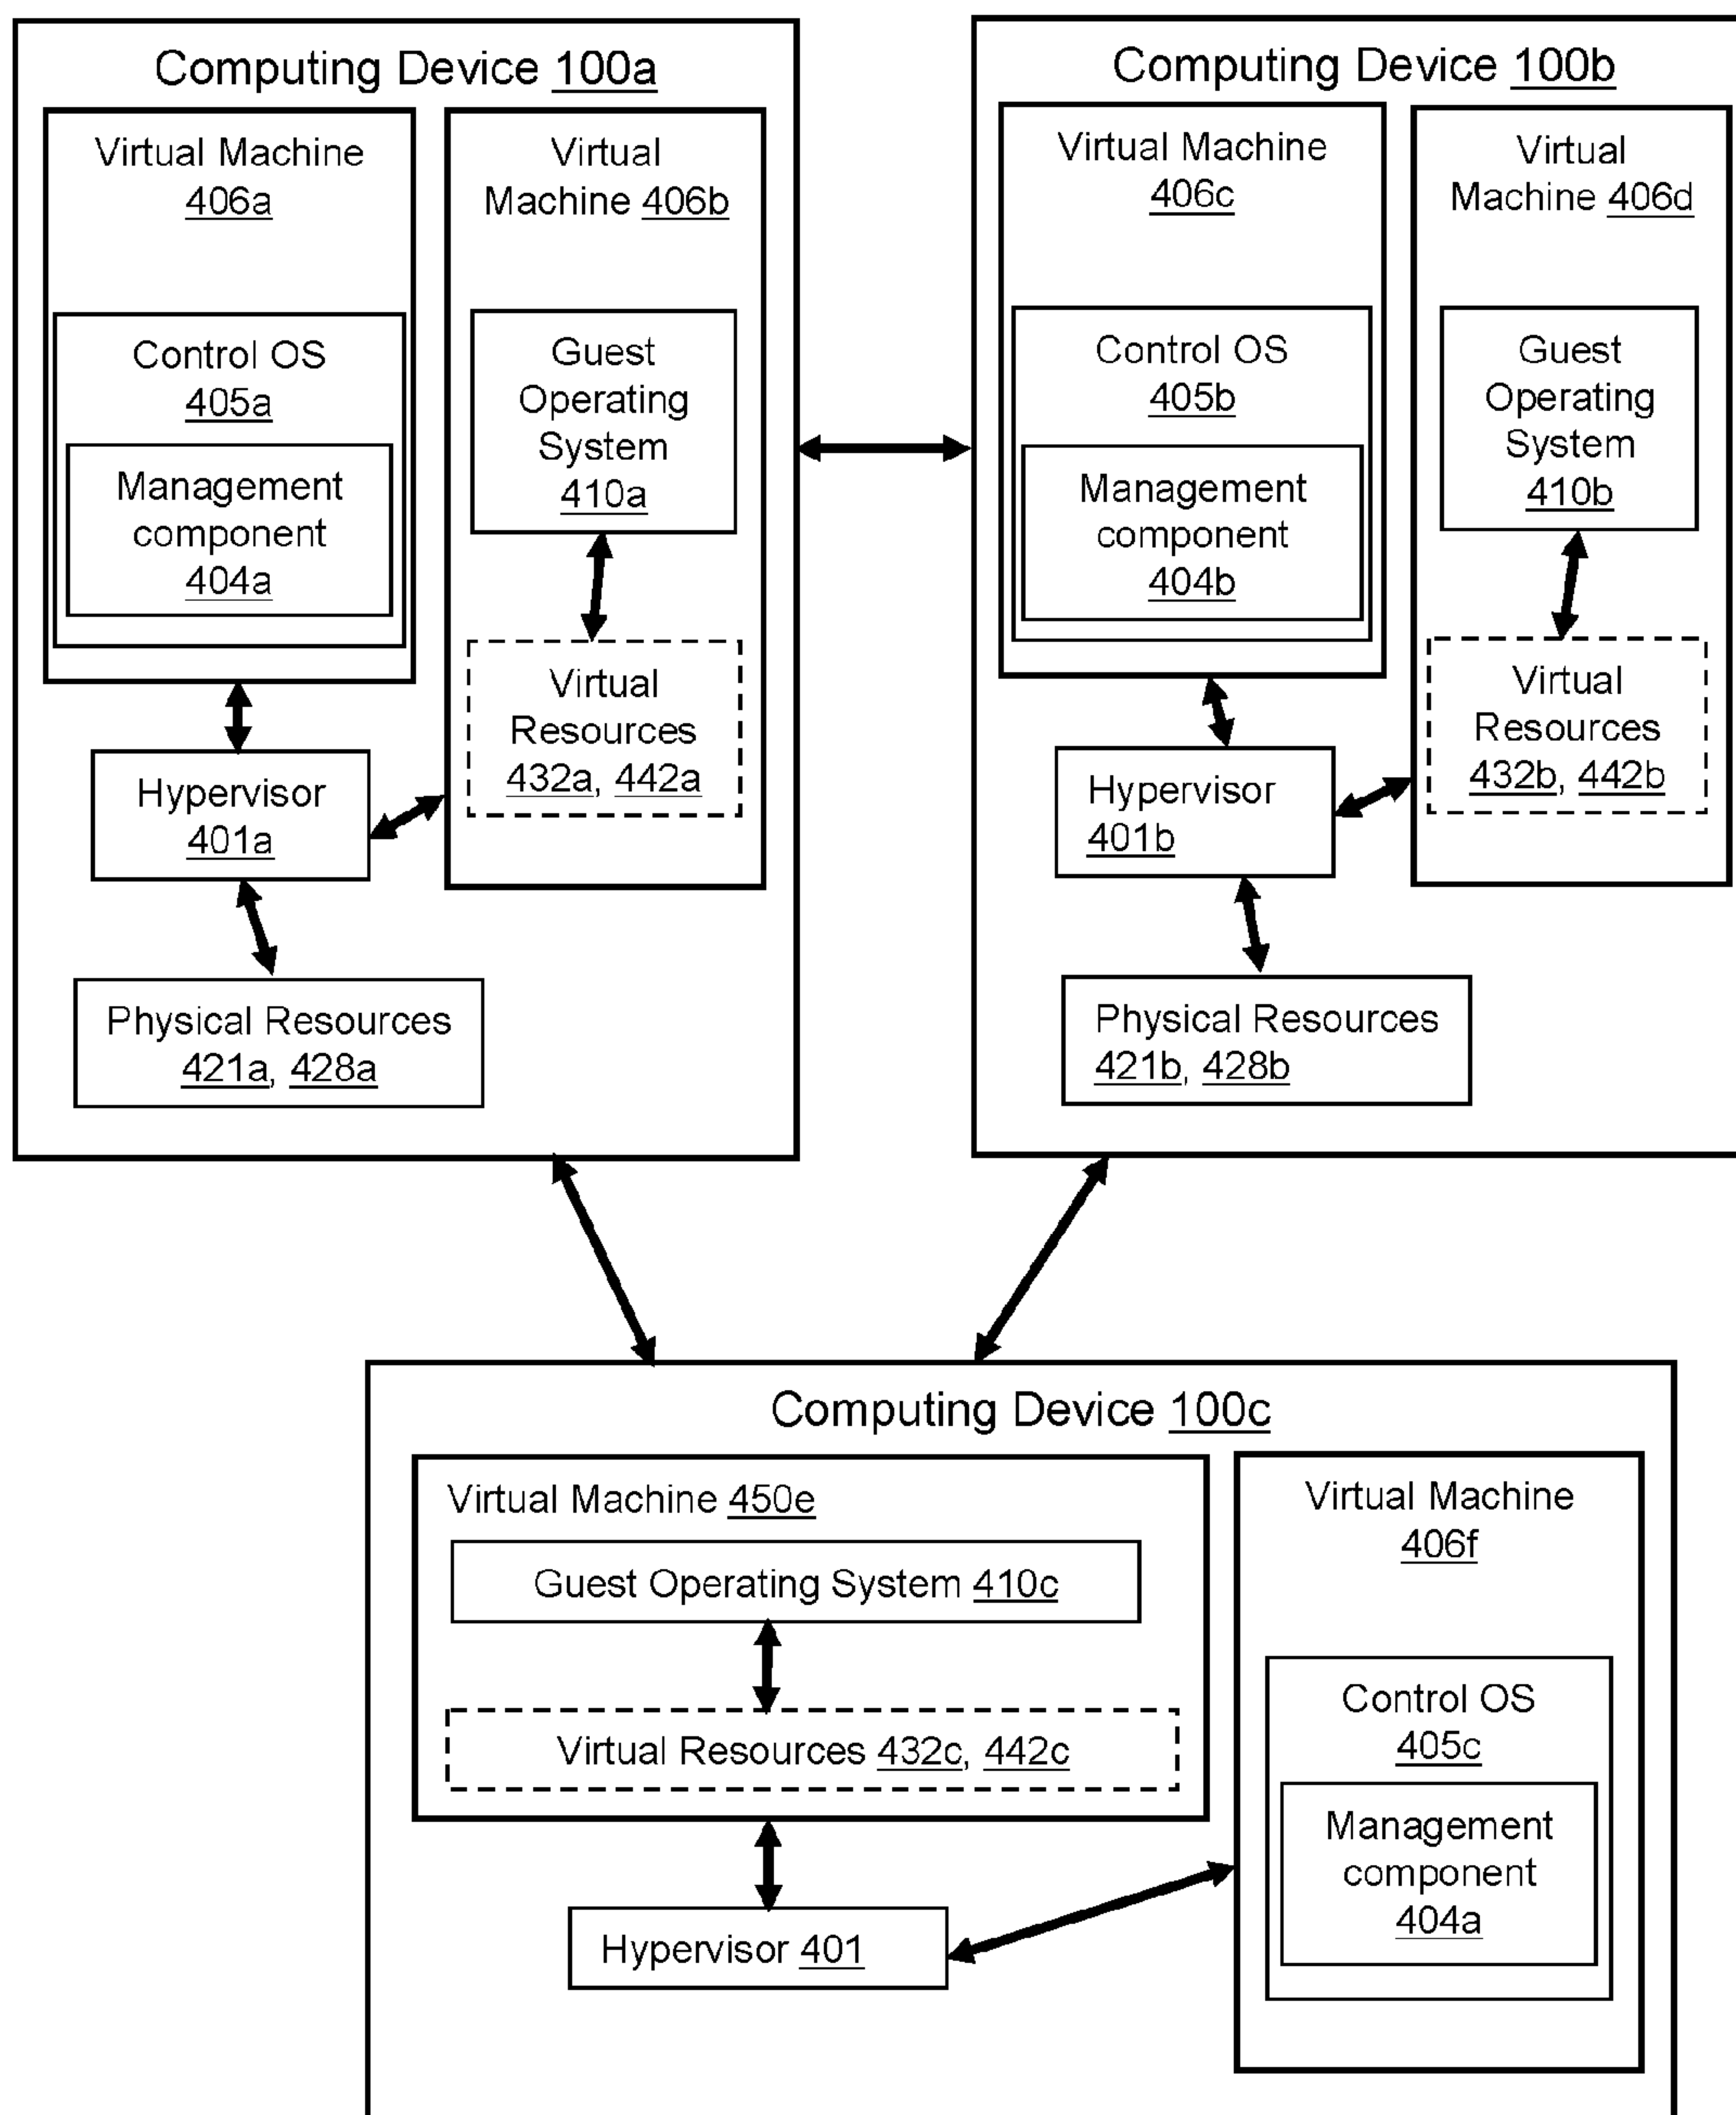 Computing Device 100a
Virtual Machine
406a
Control OS
405a
Management
component
404a
Virtual
Machine 406b
Guest
Operating
System
410a
Virtual
Resources
432a, 442a
Hypervisor
401a
Physical Resources
421a, 428a
Computing Device 100b
Virtual Machine
406c
Control OS
405b
Management
component
404b
Virtual
Machine 406d
Guest
Operating
System
410b
Virtual
Resources
432b, 442b
Hypervisor
401b
Physical Resources
421b, 428b
Computing Device 100c
Virtual Machine 450e
Guest Operating System 410c
Virtual Resources 432c, 442c
Hypervisor 401
Virtual Machine
406f
Control OS
405c
Management
component
404a